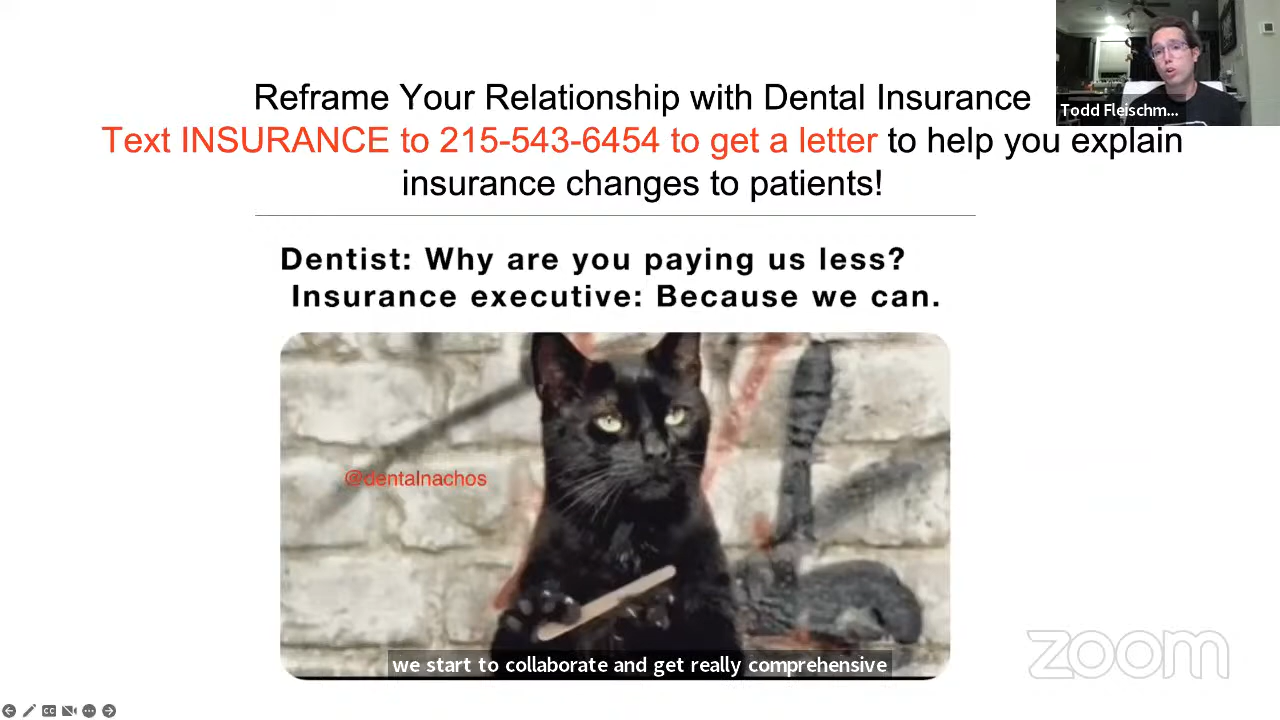 Reframe Your Relationship with Dental Insurance
Text INSURANCE to 215-543-6454 to get a letter to help you explain
insurance changes to patients!
Todd Fleischm...
Dentist: Why are you paying us less?
Insurance executive: Because we can.
@dentalnachos
we start to collaborate and get really comprehensive
zoom
CC